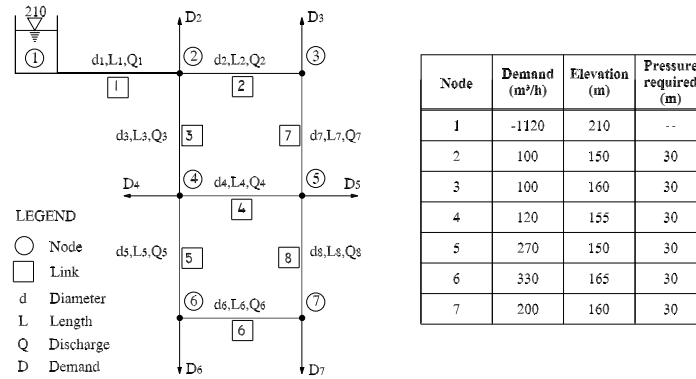 210
D2
D3
1
d1,L1,Q1
2
d2,L2,Q2
3
1
2
d3,L3,Q3
3
7
d7,L7,Q7
D4
4
d4,L4,Q4
5
D5
4
d5,L5,Q5
5
8
d8,L8,Q8
6
d6,L6,Q6
7
6
D6
D7
LEGEND
Node
Link
d Diameter
L Length
Q Discharge
D Demand
Node Demand (m³/h) Elevation (m) Pressure required (m)
1 -1120 210 --
2 100 150 30
3 100 160 30
4 120 155 30
5 270 150 30
6 330 165 30
7 200 160 30